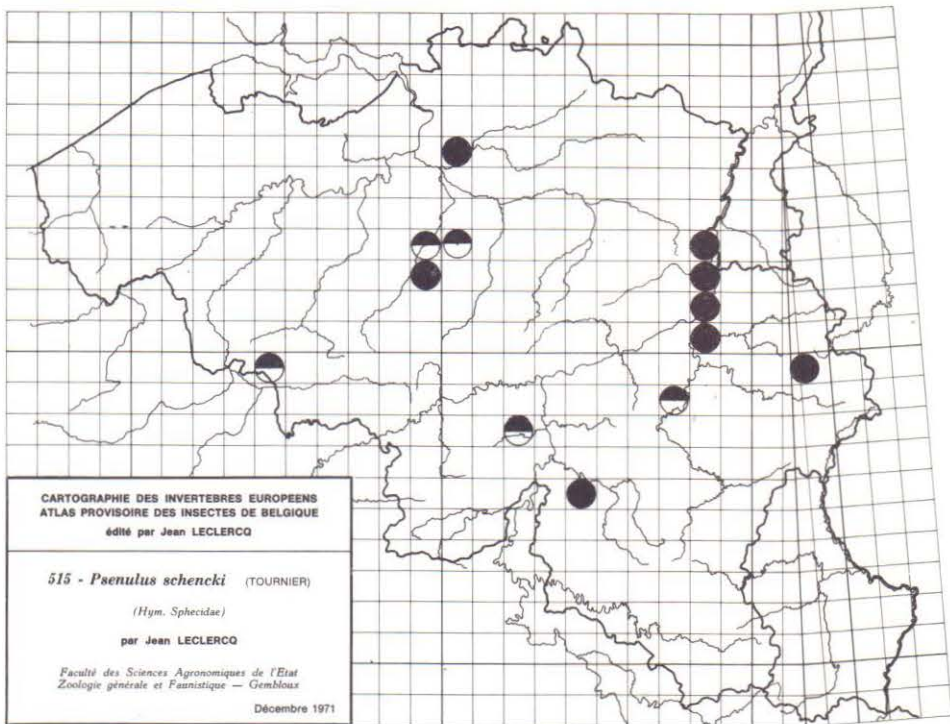 CARTOGRAPHIE DES INVERTEBRES EUROPEENS
ATLAS PROVISOIRE DES INSECTES DE BELGIQUE
édité par Jean LECLERCQ
515 - Psenulus schencki (TOURNIER)
(Hym. Sphecidae)
par Jean LECLERCQ
Faculté des Sciences Agronomiques de l'Etat
Zoologie générale et Faunistique — Gembloux
Décembre 1971